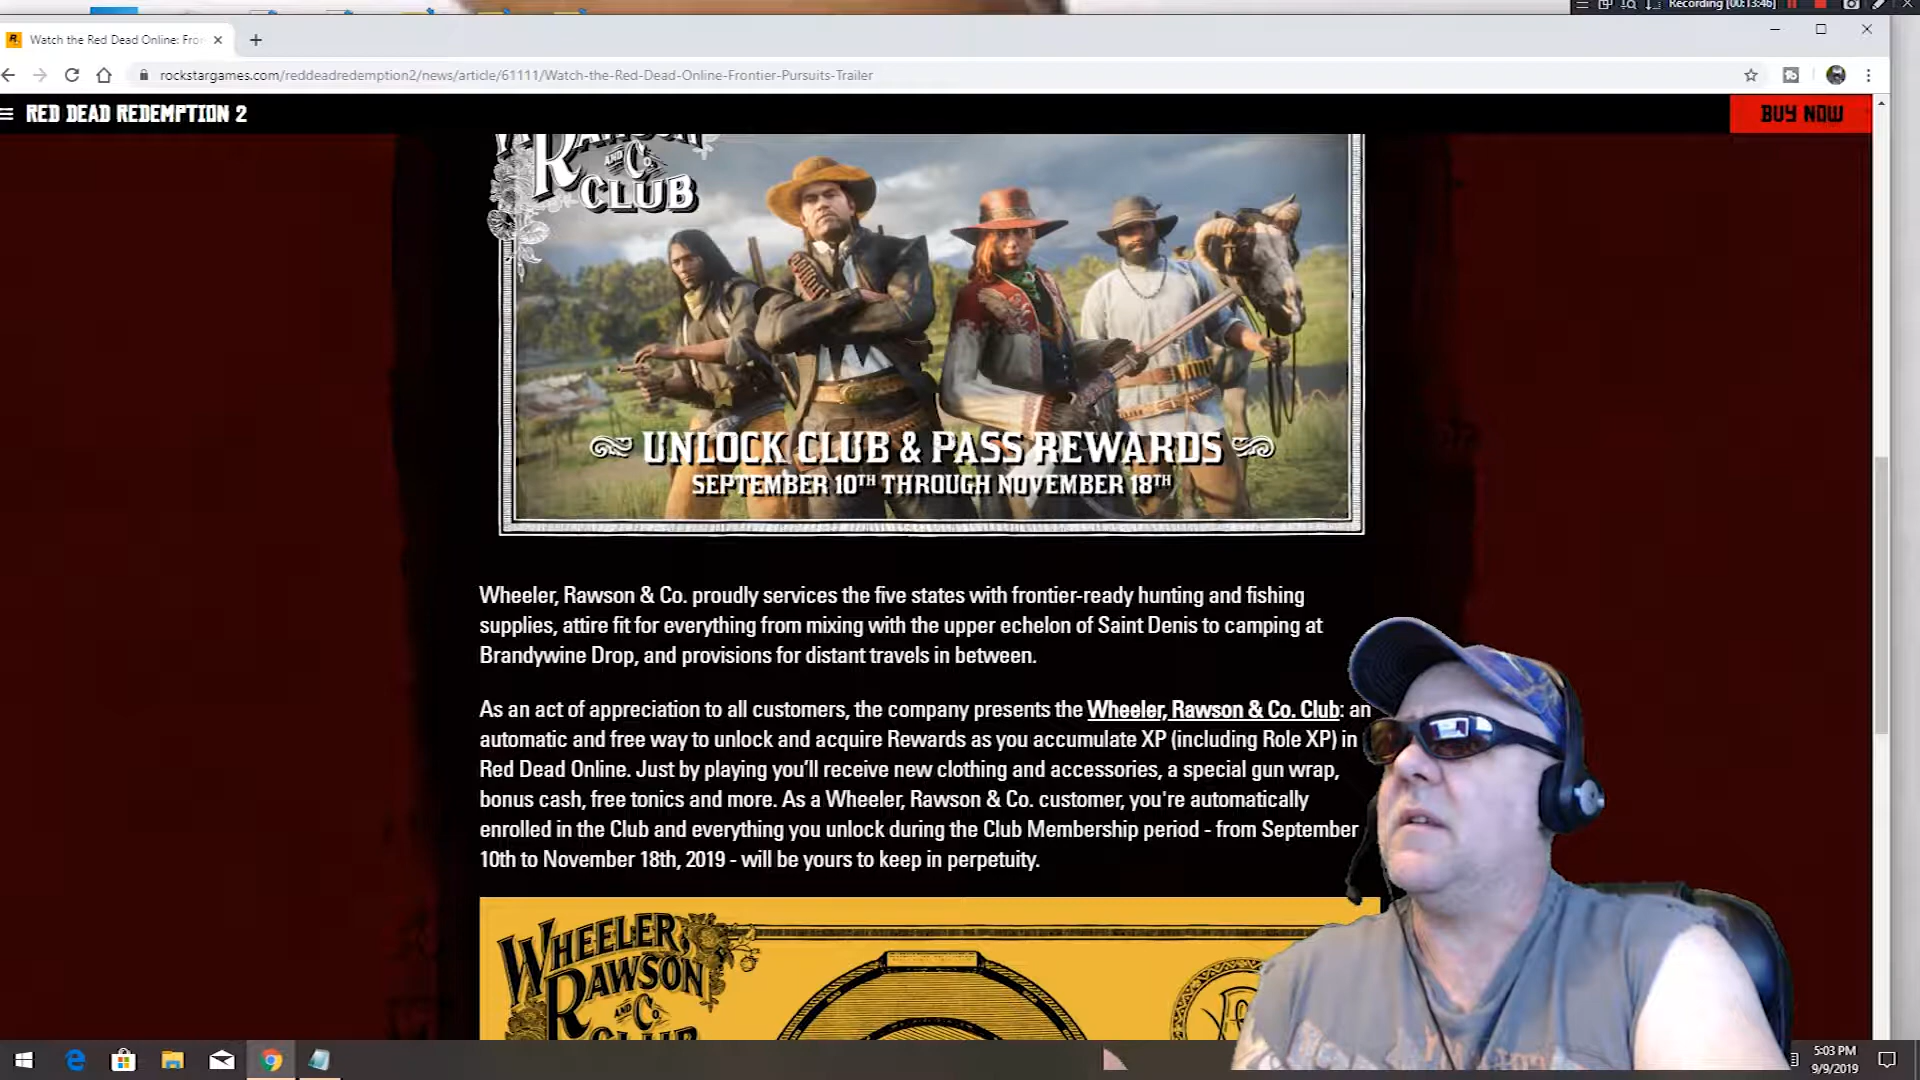 Recording [00:13:46]
Watch the Red Dead Online: Fro
rockstargames.com/reddeadredemption2/news/article/61111/Watch-the-Red-Dead-Online-Frontier-Pursuits-Trailer
RED DEAD REDEMPTION 2
BUY NOW
RAWSON
AND Co.
CLUB
UNLOCK CLUB & PASS REWARDS
SEPTEMBER 10TH THROUGH NOVEMBER 18TH
Wheeler, Rawson & Co. proudly services the five states with frontier-ready hunting and fishing
supplies, attire fit for everything from mixing with the upper echelon of Saint Denis to camping at
Brandywine Drop, and provisions for distant travels in between.
As an act of appreciation to all customers, the company presents the Wheeler, Rawson & Co. Club: an
automatic and free way to unlock and acquire Rewards as you accumulate XP (including Role XP) in
Red Dead Online. Just by playing you’ll receive new clothing and accessories, a special gun wrap,
bonus cash, free tonics and more. As a Wheeler, Rawson & Co. customer, you're automatically
enrolled in the Club and everything you unlock during the Club Membership period - from September
10th to November 18th, 2019 - will be yours to keep in perpetuity.
WHEELER,
RAWSON
AND Co.
CLUB
5:03 PM
9/9/2019